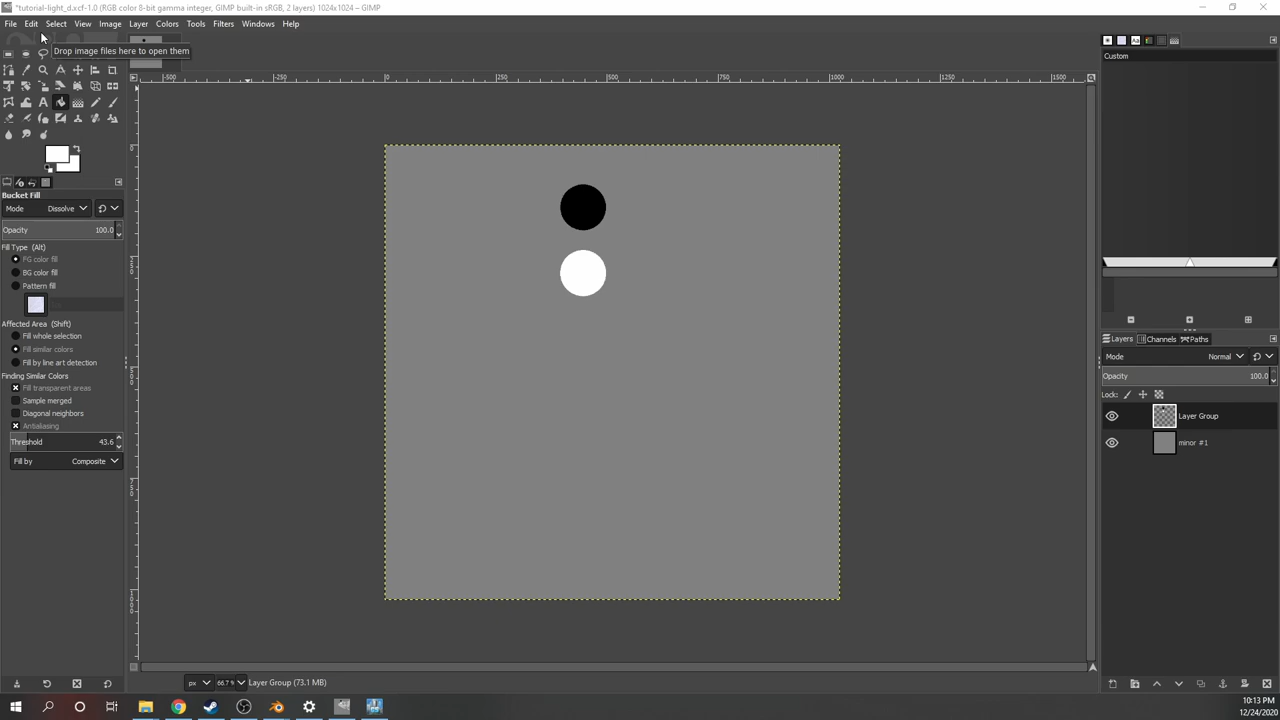 *tutorial-light_d.xcf-1.0 (RGB color 8-bit gamma integer, GIMP built-in sRGB, 2 layers) 1024x1024 – GIMP
File Edit Select View Image Layer Colors Tools Filters Windows Help
Drop image files here to open them
-500 -250 0 250 500 750 1000 1250 1500
Custom
Bucket Fill
Mode Dissolve
Opacity 100.0
Fill Type (Alt)
FG color fill
BG color fill
Pattern fill
Affected Area (Shift)
Fill whole selection
Fill similar colors
Fill by line art detection
Finding Similar Colors
Fill transparent areas
Sample merged
Diagonal neighbors
Antialiasing
Threshold 43.6
Fill by Composite
0
250
500
750
1000
Layers Channels Paths
Mode Normal
Opacity 100.0
Lock:
Layer Group
minor #1
px 66.7 % Layer Group (73.1 MB)
10:13 PM
12/24/2020